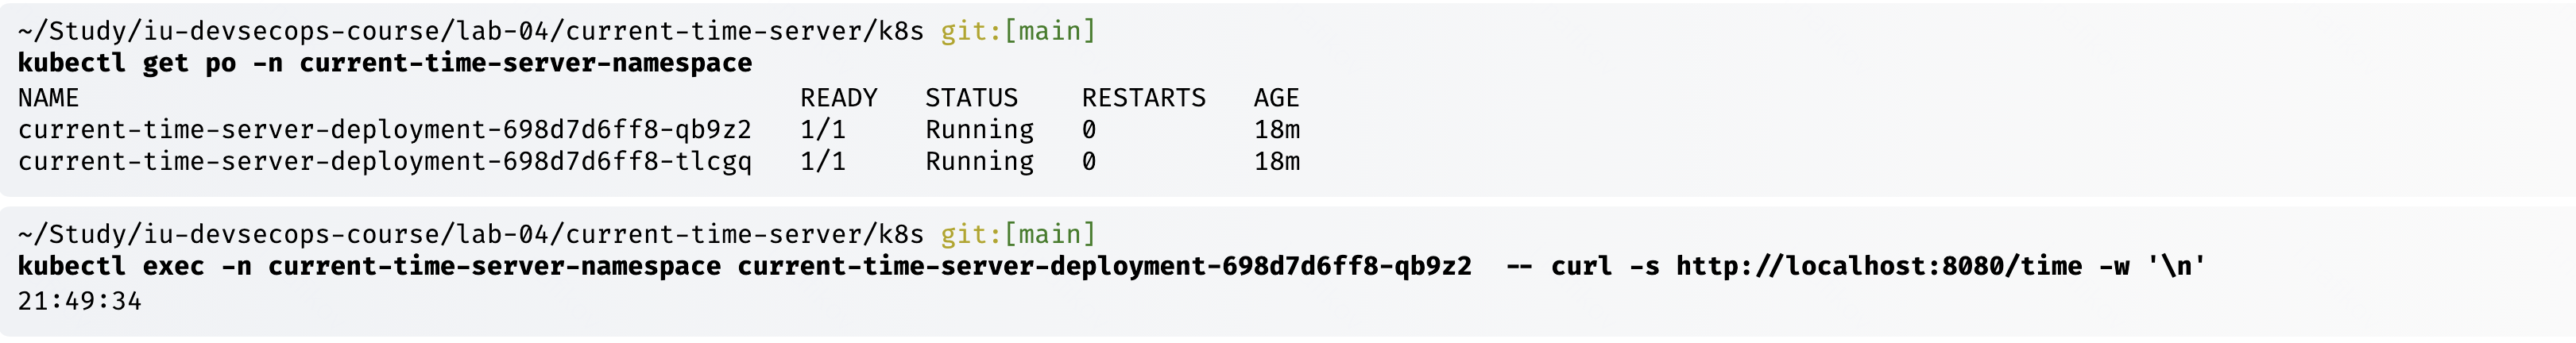 ~/Study/iu-devsecops-course/lab-04/current-time-server/k8s git:[main]
kubectl get po -n current-time-server-namespace
NAME                                              READY   STATUS    RESTARTS   AGE
current-time-server-deployment-698d7d6ff8-qb9z2   1/1     Running   0          18m
current-time-server-deployment-698d7d6ff8-tlcgq   1/1     Running   0          18m
~/Study/iu-devsecops-course/lab-04/current-time-server/k8s git:[main]
kubectl exec -n current-time-server-namespace current-time-server-deployment-698d7d6ff8-qb9z2  -- curl -s http://localhost:8080/time -w '\n'
21:49:34